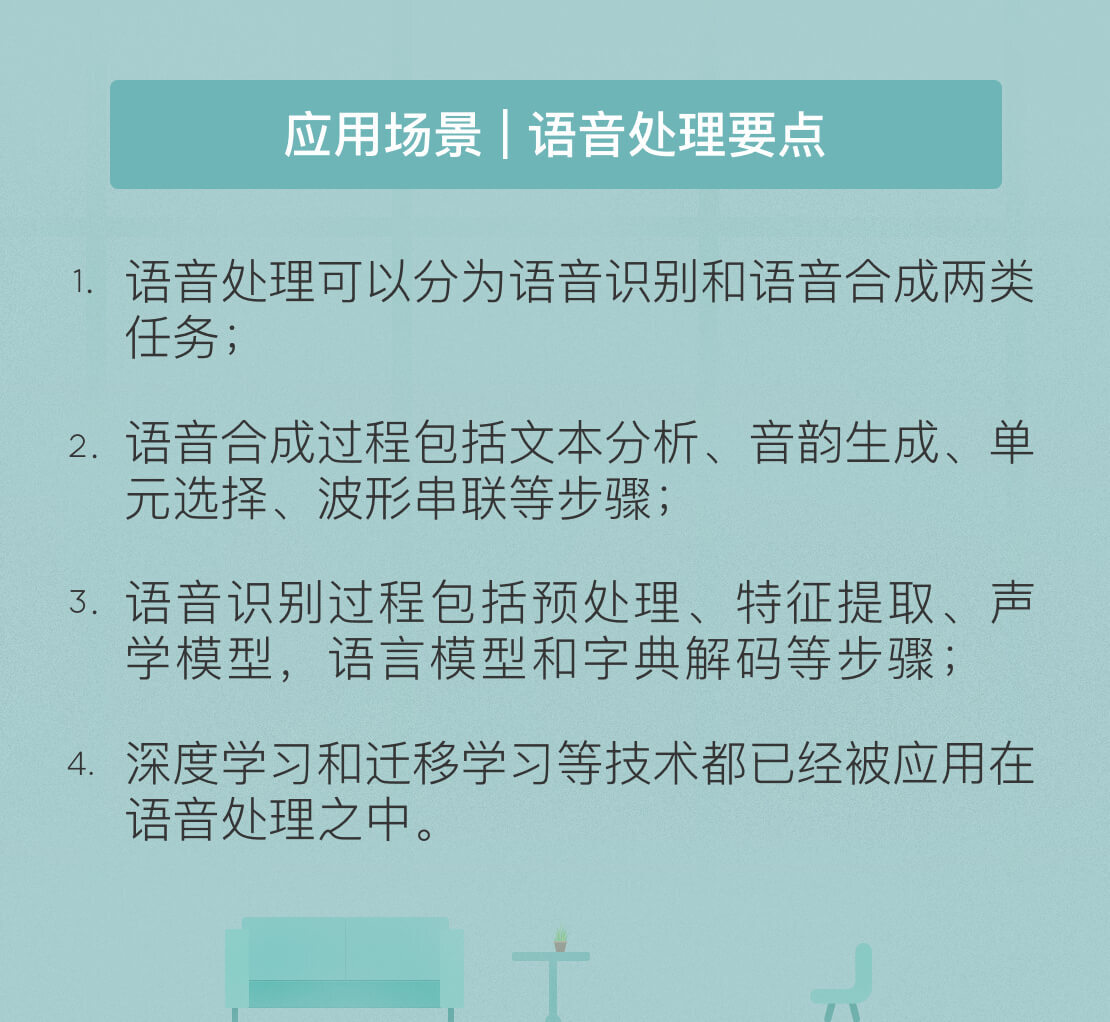 应用场景 | 语音处理要点
1. 语音处理可以分为语音识别和语音合成两类
任务；
2. 语音合成过程包括文本分析、音韵生成、单
元选择、波形串联等步骤；
3. 语音识别过程包括预处理、特征提取、声
学模型，语言模型和字典解码等步骤；
4. 深度学习和迁移学习等技术都已经被应用在
语音处理之中。